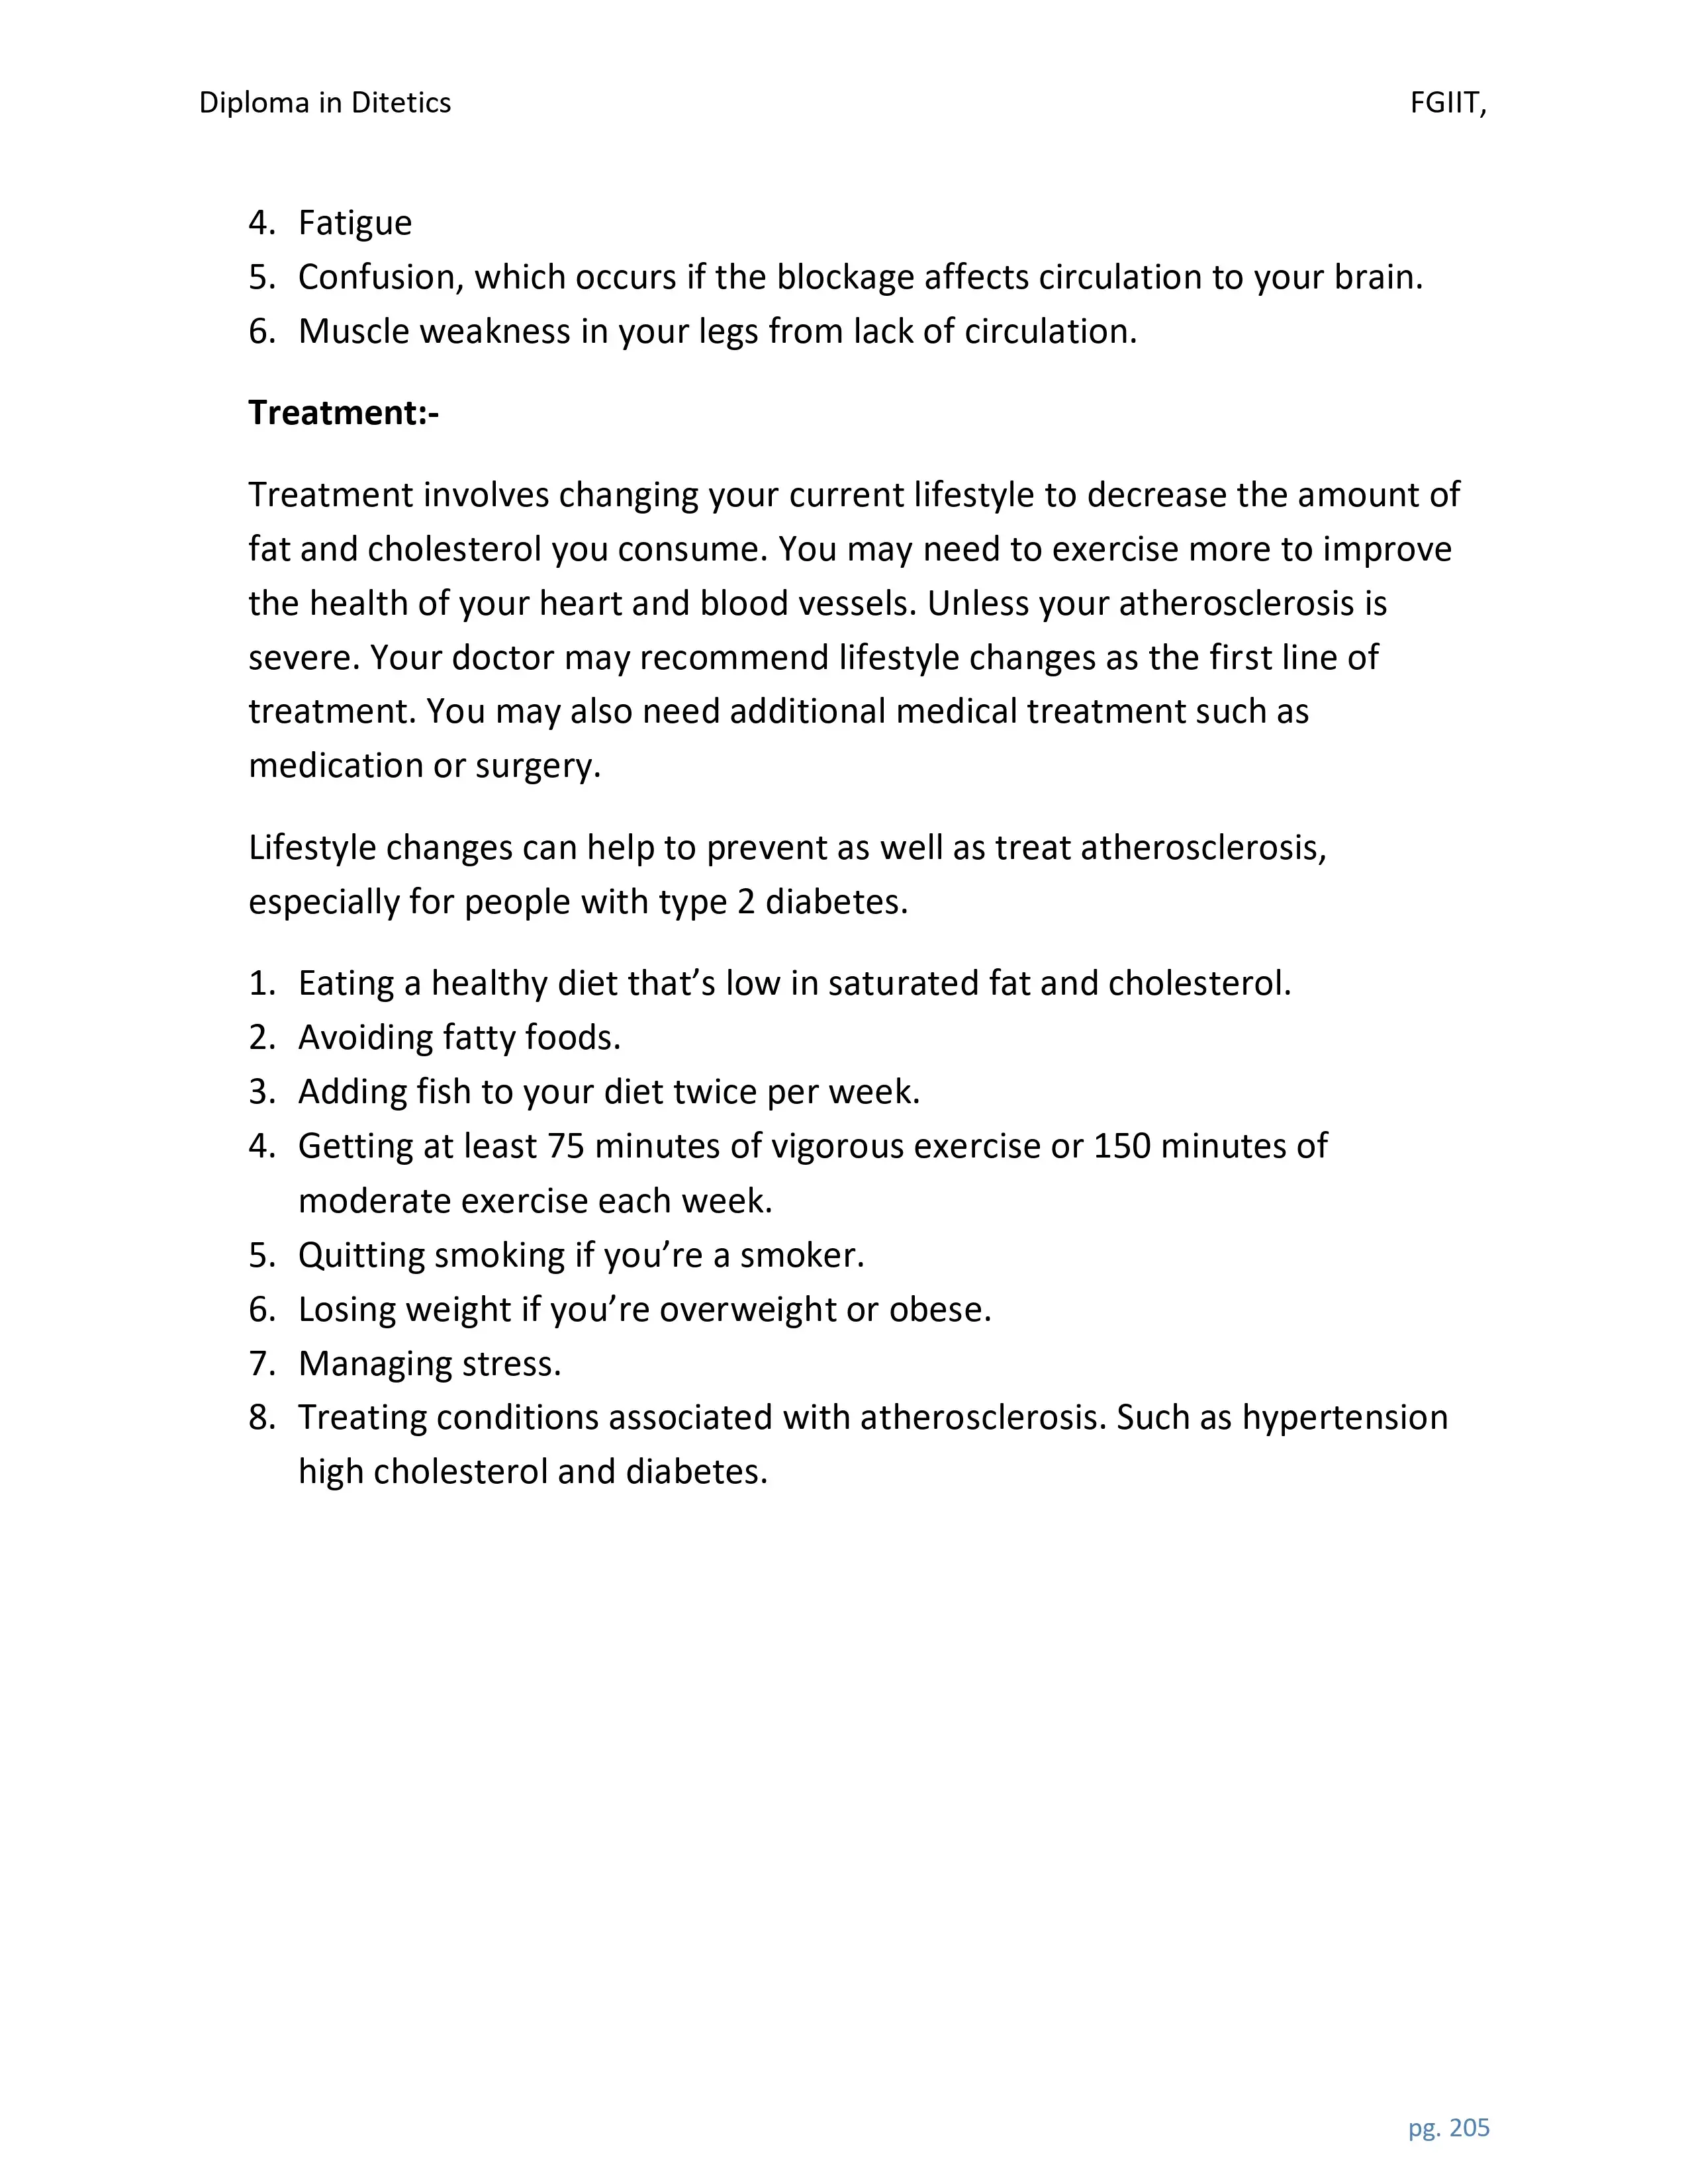 Diploma in Ditetics FGIIT,
4. Fatigue
5. Confusion, which occurs if the blockage affects circulation to your brain.
6. Muscle weakness in your legs from lack of circulation.
Treatment:-
Treatment involves changing your current lifestyle to decrease the amount of
fat and cholesterol you consume. You may need to exercise more to improve
the health of your heart and blood vessels. Unless your atherosclerosis is
severe. Your doctor may recommend lifestyle changes as the first line of
treatment. You may also need additional medical treatment such as
medication or surgery.
Lifestyle changes can help to prevent as well as treat atherosclerosis,
especially for people with type 2 diabetes.
1. Eating a healthy diet that’s low in saturated fat and cholesterol.
2. Avoiding fatty foods.
3. Adding fish to your diet twice per week.
4. Getting at least 75 minutes of vigorous exercise or 150 minutes of
moderate exercise each week.
5. Quitting smoking if you’re a smoker.
6. Losing weight if you’re overweight or obese.
7. Managing stress.
8. Treating conditions associated with atherosclerosis. Such as hypertension
high cholesterol and diabetes.
pg. 205